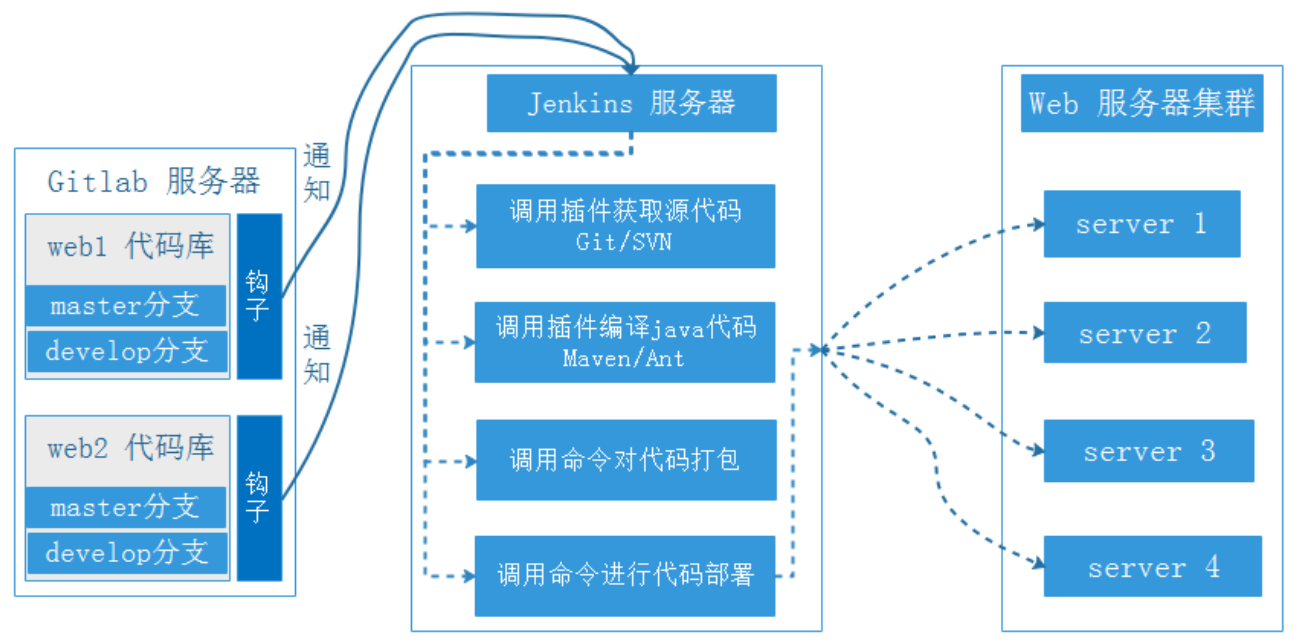 Gitlab 服务器
web1 代码库
master分支
develop分支
钩子
通知
web2 代码库
master分支
develop分支
钩子
通知
Jenkins 服务器
调用插件获取源代码
Git/SVN
调用插件编译java代码
Maven/Ant
调用命令对代码打包
调用命令进行代码部署
Web 服务器集群
server 1
server 2
server 3
server 4